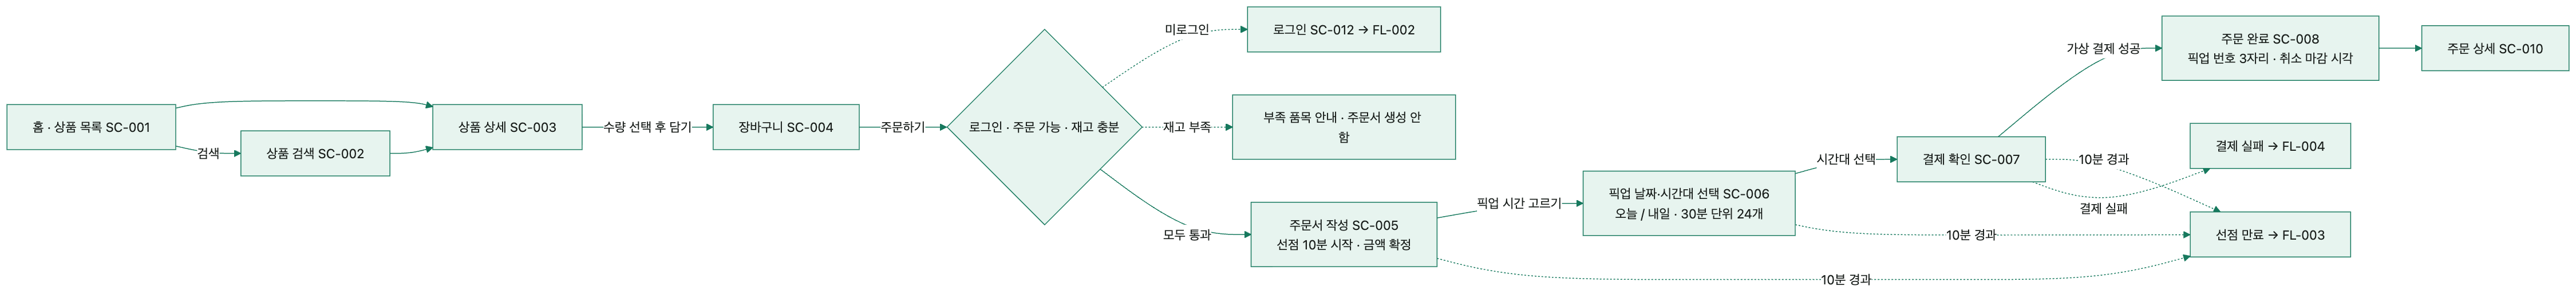 홈 · 상품 목록 SC-001
검색
상품 검색 SC-002
상품 상세 SC-003
수량 선택 후 담기
장바구니 SC-004
주문하기
로그인 · 주문 가능 · 재고 충분
미로그인
로그인 SC-012 → FL-002
재고 부족
부족 품목 안내 · 주문서 생성 안
함
모두 통과
주문서 작성 SC-005
선점 10분 시작 · 금액 확정
픽업 시간 고르기
픽업 날짜·시간대 선택 SC-006
오늘 / 내일 · 30분 단위 24개
시간대 선택
결제 확인 SC-007
가상 결제 성공
주문 완료 SC-008
픽업 번호 3자리 · 취소 마감 시각
주문 상세 SC-010
10분 경과
결제 실패 → FL-004
결제 실패
10분 경과
선점 만료 → FL-003
10분 경과